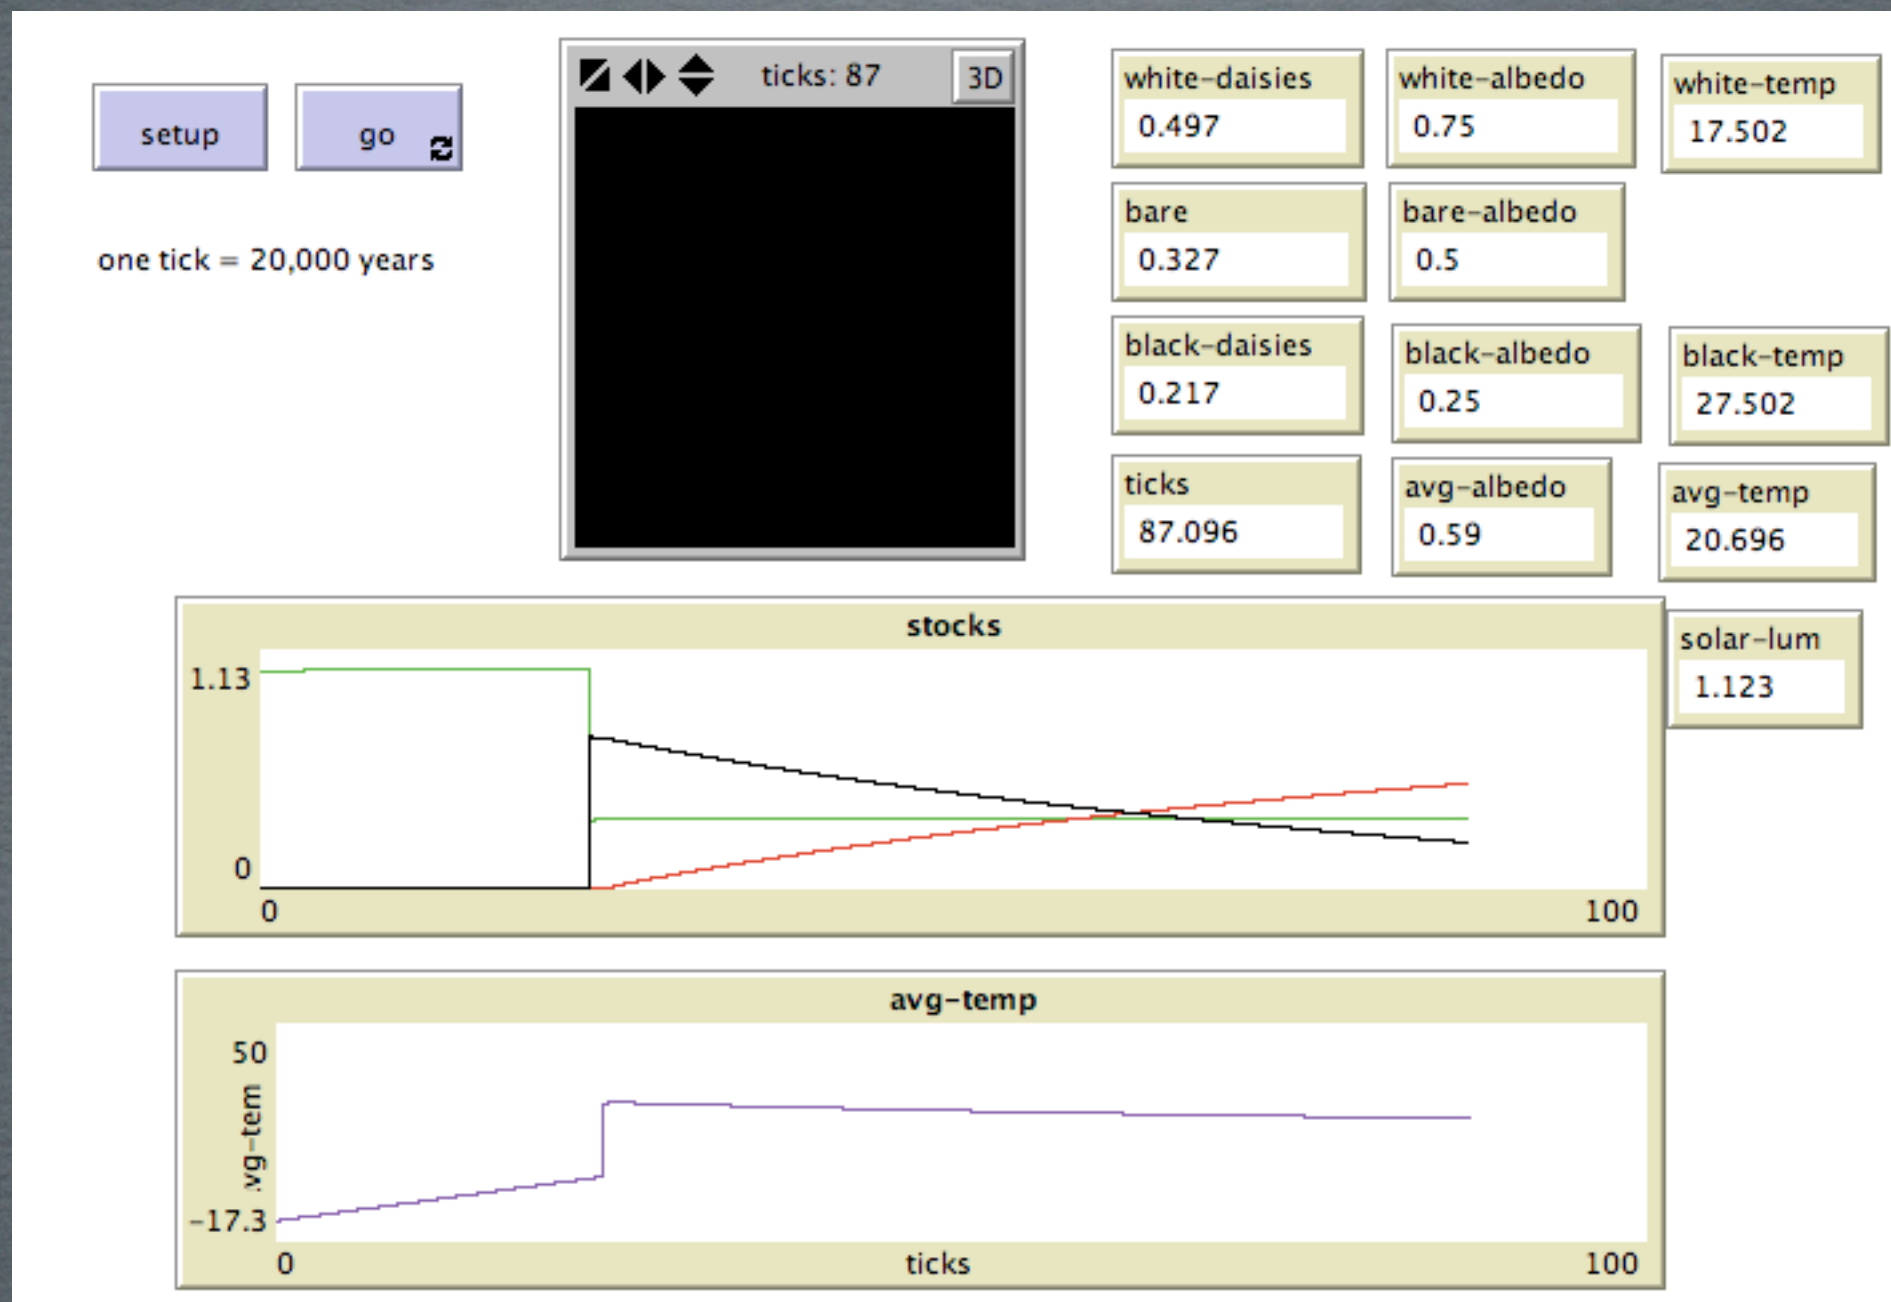 setup
go
one tick = 20,000 years
ticks: 87
3D
white-daisies
0.497
white-albedo
0.75
white-temp
17.502
bare
0.327
bare-albedo
0.5
black-daisies
0.217
black-albedo
0.25
black-temp
27.502
ticks
87.096
avg-albedo
0.59
avg-temp
20.696
solar-lum
1.123
stocks
1.13
0
0
100
avg-temp
50
.vg-tem
-17.3
0
ticks
100